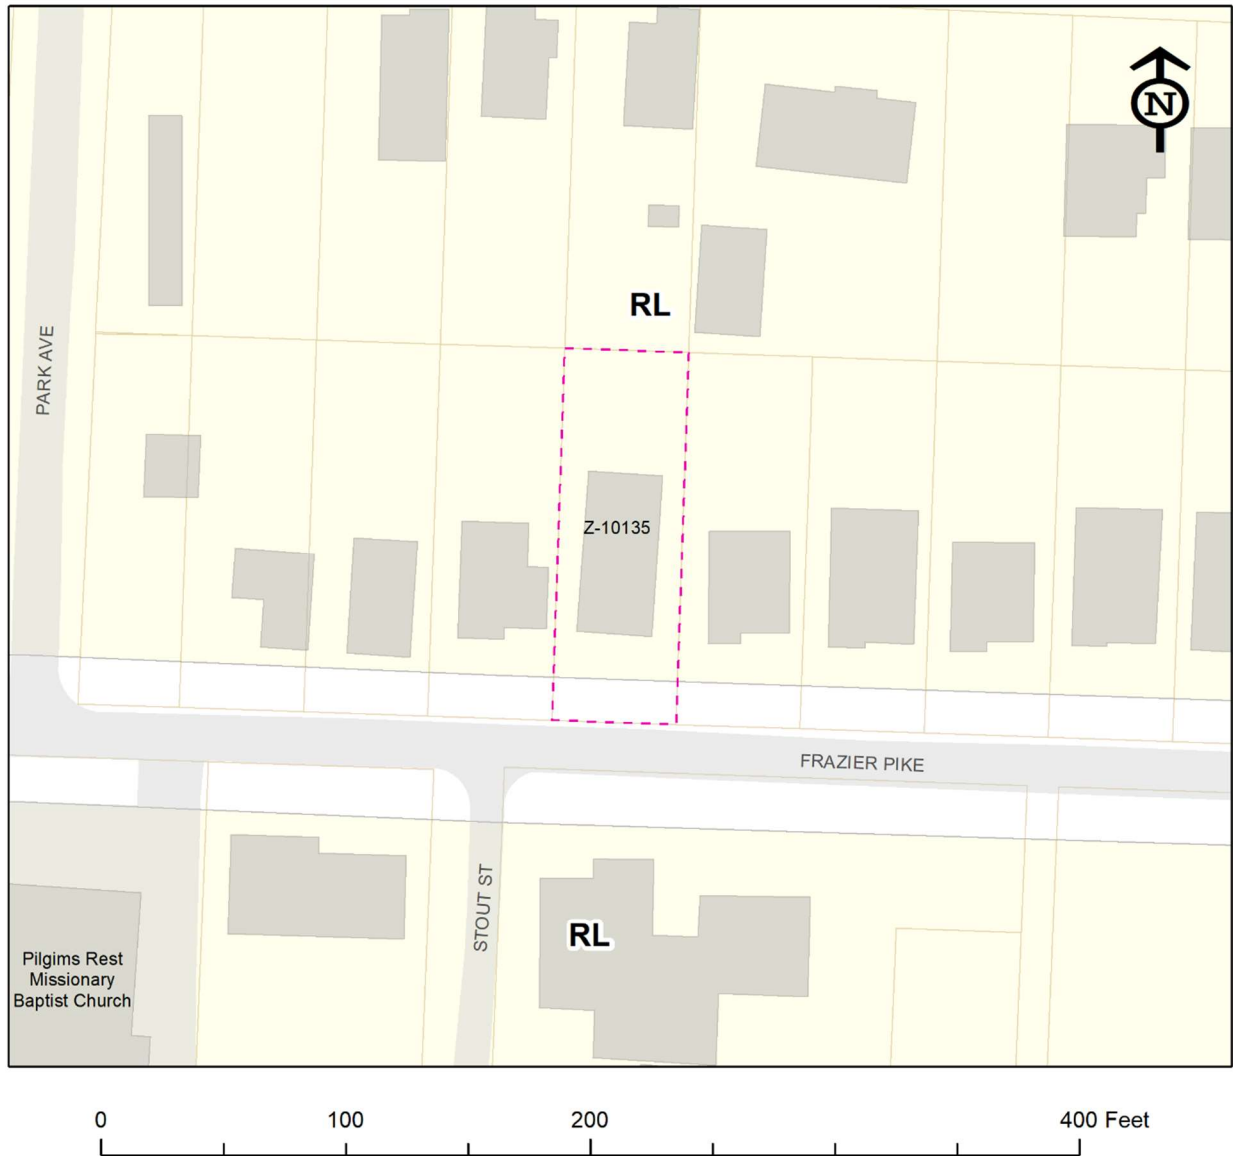 N
RL
PARK AVE
Z-10135
FRAZIER PIKE
STOUT ST
RL
Pilgims Rest
Missionary
Baptist Church
0 100 200 400 Feet